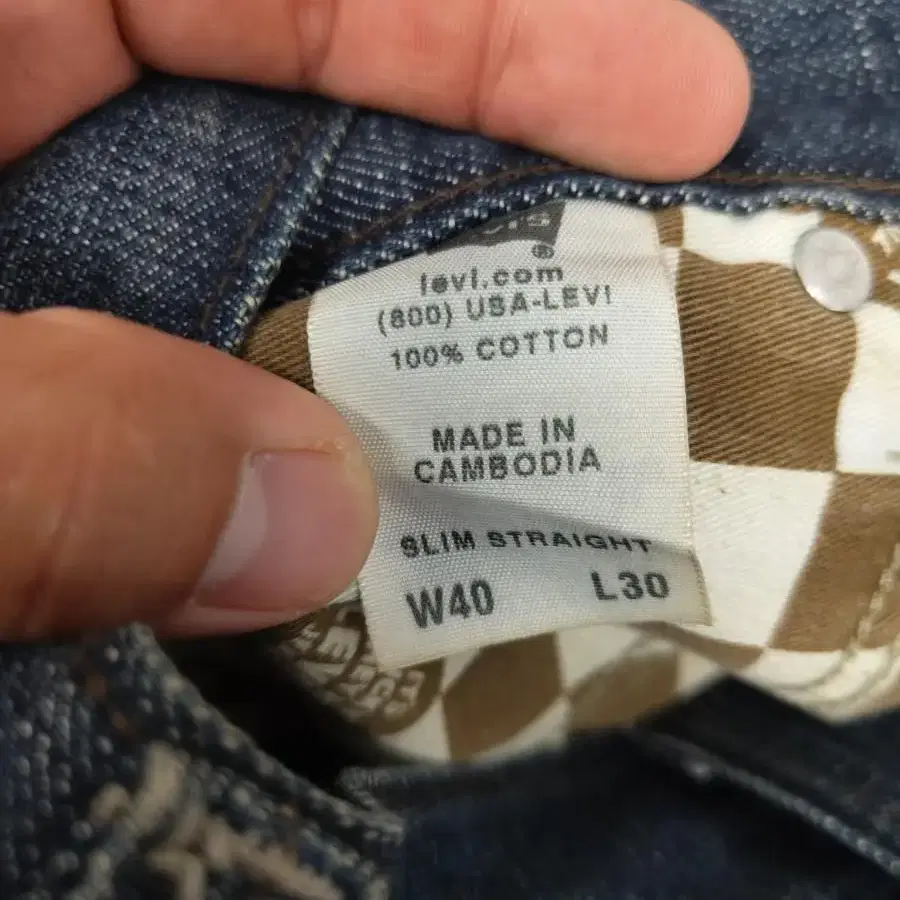 ®
levi.com
(800) USA-LEVI
100% COTTON
MADE IN
CAMBODIA
SLIM STRAIGHT
W40 L30